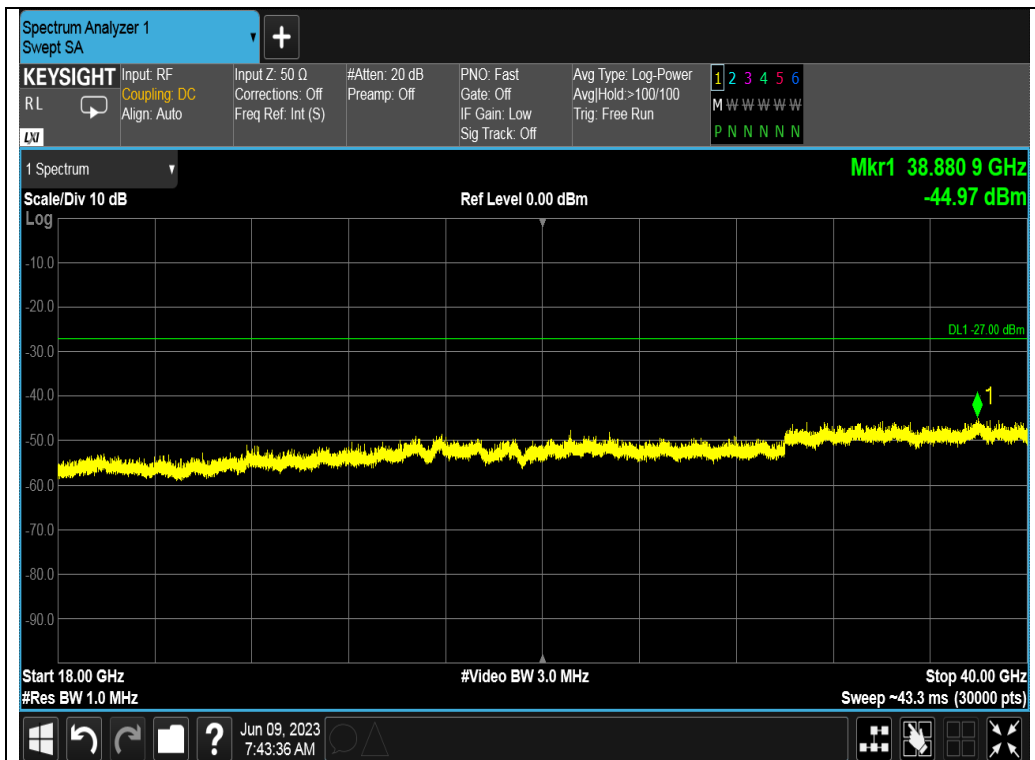 Spectrum Analyzer 1
Swept SA
+
KEYSIGHT
RL
LXI
Input: RF
Coupling: DC
Align: Auto
Input Z: 50 Ω
Corrections: Off
Freq Ref: Int (S)
#Atten: 20 dB
Preamp: Off
PNO: Fast
Gate: Off
IF Gain: Low
Sig Track: Off
Avg Type: Log-Power
Avg|Hold:>100/100
Trig: Free Run
1 2 3 4 5 6
M W W W W W
P N N N N N
1 Spectrum
Mkr1 38.880 9 GHz
-44.97 dBm
Scale/Div 10 dB
Ref Level 0.00 dBm
Log
-10.0
-20.0
DL1 -27.00 dBm
-30.0
-40.0
1
-50.0
-60.0
-70.0
-80.0
-90.0
Start 18.00 GHz
#Video BW 3.0 MHz
Stop 40.00 GHz
#Res BW 1.0 MHz
Sweep ~43.3 ms (30000 pts)
?
Jun 09, 2023
7:43:36 AM